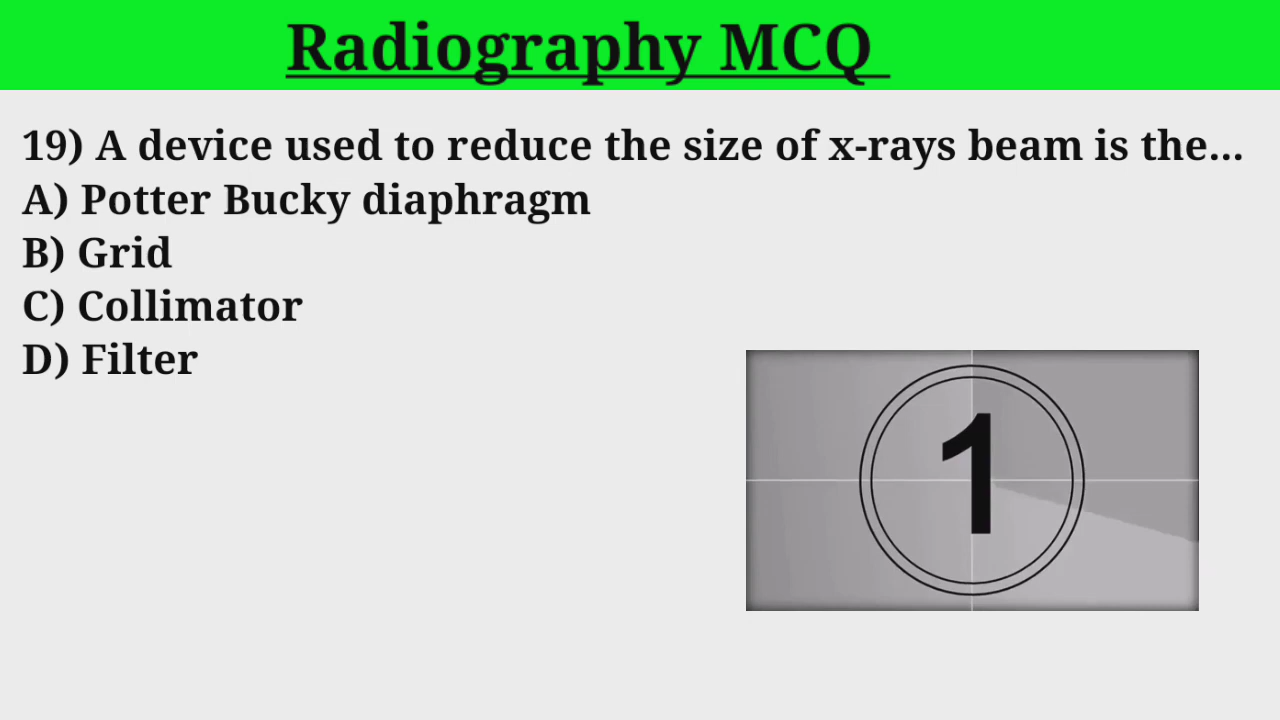 Radiography MCQ
19) A device used to reduce the size of x-rays beam is the...
A) Potter Bucky diaphragm
B) Grid
C) Collimator
D) Filter
1